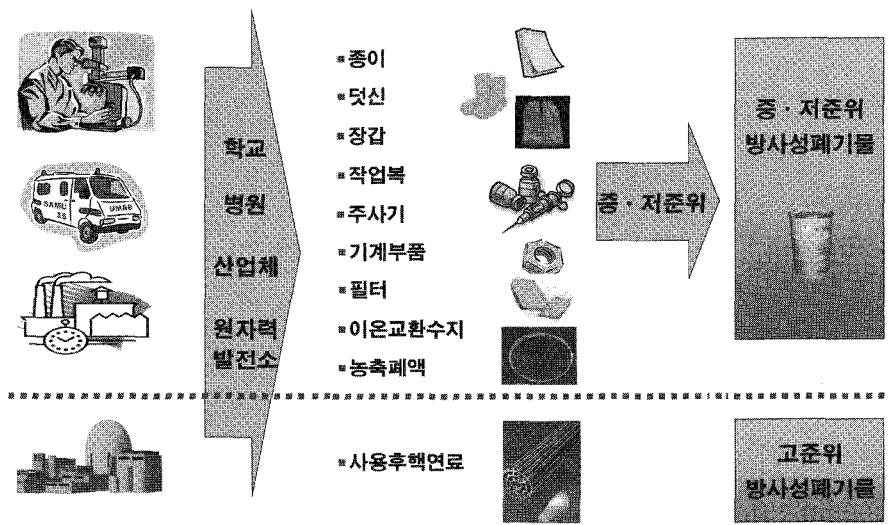 SAMU
UMAS
학교
병원
산업체
원자력
발전소
▪종이
▪덧신
▪장갑
▪작업복
▪주사기
▪기계부품
▪필터
▪이온교환수지
▪농축폐액
▪사용후핵연료
중 · 저준위
중 · 저준위
방사성폐기물
고준위
방사성폐기물